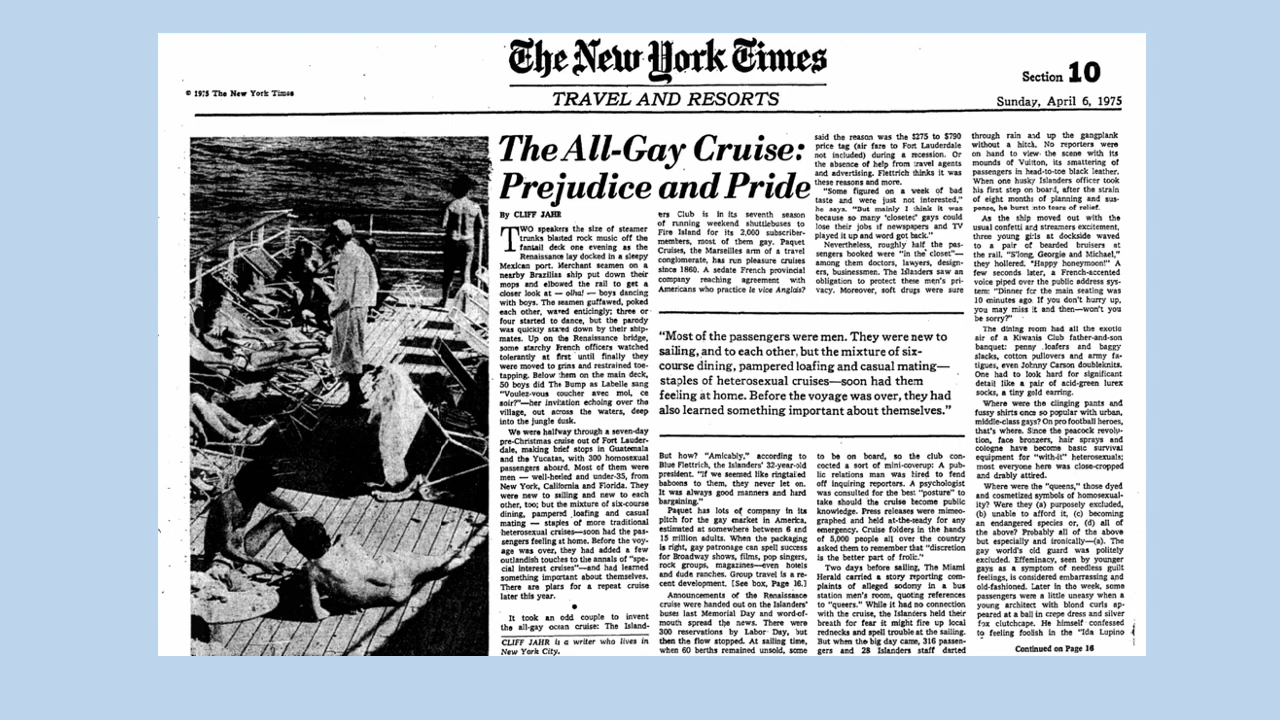 The New York Times
© 1975 The New York Times
TRAVEL AND RESORTS
Section 10
Sunday, April 6, 1975
The All-Gay Cruise:
Prejudice and Pride
By CLIFF JAHR
TWO speakers the size of steamer
trunks blasted rock music off the
fantail deck one evening as the
Renaissance lay docked in a sleepy
Mexican port. Merchant seamen on a
nearby Brazilian ship put down their
mops and elbowed the rail to get a
closer look at — olha! — boys dancing
with boys. The seamen guffawed, poked
each other, waved enticingly; three or
four started to dance, but the parody
was quickly stared down by their ship-
mates. Up on the Renaissance bridge,
some starchy French officers watched
tolerantly at first until finally they
were moved to grins and restrained toe-
tapping. Below them on the main deck,
50 boys did The Bump as Labelle sang
"Voulez-vous coucher avec moi, ce
soir?"—her invitation echoing over the
village, out across the waters, deep
into the jungle dusk.
We were halfway through a seven-day
pre-Christmas cruise out of Fort Lauder-
dale, making brief stops in Guatemala
and the Yucatan, with 300 homosexual
passengers aboard. Most of them were
men — well-heeled and under-35, from
New York, California and Florida. They
were new to sailing and new to each
other, too; but the mixture of six-course
dining, pampered loafing and casual
mating — staples of more traditional
heterosexual cruises—soon had the pas-
sengers feeling at home. Before the voy-
age was over, they had added a few
outlandish touches to the annals of "spe-
cial interest cruises"—and had learned
something important about themselves.
There are plans for a repeat cruise
later this year.
•
It took an odd couple to invent
the all-gay ocean cruise: The Island-
CLIFF JAHR is a writer who lives in
New York City.
ers Club is in its seventh season
of running weekend shuttlebuses to
Fire Island for its 2,000 subscriber-
members, most of them gay. Paquet
Cruises, the Marseilles arm of a travel
conglomerate, has run pleasure cruises
since 1860. A sedate French provincial
company reaching agreement with
Americans who practice le vice Anglais?
"Most of the passengers were men. They were new to
sailing, and to each other, but the mixture of six-
course dining, pampered loafing and casual mating—
staples of heterosexual cruises—soon had them
feeling at home. Before the voyage was over, they had
also learned something important about themselves."
But how? "Amicably," according to
Blue Flettrich, the Islanders' 32-year-old
president. "If we seemed like ringtailed
baboons to them, they never let on.
It was always good manners and hard
bargaining."
Paquet has lots of company in its
pitch for the gay market in America,
estimated at somewhere between 6 and
15 million adults. When the packaging
is right, gay patronage can spell success
for Broadway shows, films, pop singers,
rock groups, magazines—even hotels
and dude ranches. Group travel is a re-
cent development. [See box, Page 16.]
Announcements of the Renaissance
cruise were handed out on the Islanders'
buses last Memorial Day and word-of-
mouth spread the news. There were
300 reservations by Labor Day, but
then the flow stopped. At sailing time,
when 60 berths remained unsold, some
said the reason was the $275 to $790
price tag (air fare to Fort Lauderdale
not included) during a recession. Or
the absence of help from travel agents
and advertising. Flettrich thinks it was
these reasons and more.
"Some figured on a week of bad
taste and were just not interested,"
he says. "But mainly I think it was
because so many 'closetec' gays could
lose their jobs if newspapers and TV
played it up and word got back."
Nevertheless, roughly half the pas-
sengers booked were "in the closet"—
among them doctors, lawyers, design-
ers, businessmen. The Islanders saw an
obligation to protect these men's pri-
vacy. Moreover, soft drugs were sure
to be on board, so the club con-
cocted a sort of mini-coverup: A pub-
lic relations man was hired to fend
off inquiring reporters. A psychologist
was consulted for the best "posture" to
take should the cruise become public
knowledge. Press releases were mimeo-
graphed and held at-the-ready for any
emergency. Cruise folders in the hands
of 5,000 people all over the country
asked them to remember that "discretion
is the better part of frolic."
Two days before sailing, The Miami
Herald carried a story reporting com-
plaints of alleged sodomy in a bus
station men's room, quoting references
to "queers." While it had no connection
with the cruise, the Islanders held their
breath for fear it might fire up local
rednecks and spell trouble at the sailing.
But when the big day came, 316 passen-
gers and 28 Islanders staff darted
through rain and up the gangplank
without a hitch. No reporters were
on hand to view the scene with its
mounds of Vuitton, its smattering of
passengers in head-to-toe black leather.
When one husky Islanders officer took
his first step on board, after the strain
of eight months of planning and sus-
pense, he burst into tears of relief.
As the ship moved out with the
usual confetti and streamers excitement,
three young girls at dockside waved
to a pair of bearded bruisers at
the rail. "S'long, Georgie and Michael,"
they hollered, "Happy honeymoon!" A
few seconds later, a French-accented
voice piped over the public address sys-
tem: "Dinner for the main seating was
10 minutes ago. If you don't hurry up,
you may miss it and then—won't you
be sorry?"
The dining room had all the exotic
air of a Kiwanis Club father-and-son
banquet: penny loafers and baggy
slacks, cotton pullovers and army fa-
tigues, even Johnny Carson doubleknits.
One had to look hard for significant
detail like a pair of acid-green lurex
socks, a tiny gold earring.
Where were the clinging pants and
fussy shirts once so popular with urban,
middle-class gays? On pro football heroes,
that's where. Since the peacock revolu-
tion, face bronzers, hair sprays and
cologne have become basic survival
equipment for "with-it" heterosexuals;
most everyone here was close-cropped
and drably attired.
Where were the "queens," those dyed
and cosmetized symbols of homosexual-
ity? Were they (a) purposely excluded,
(b) unable to afford it, (c) becoming
an endangered species or, (d) all of
the above? Probably all of the above
but especially and ironically—(a). The
gay world's old guard was politely
excluded. Effeminacy, seen by younger
gays as a symptom of needless guilt
feelings, is considered embarrassing and
old-fashioned. Later in the week, some
passengers were a little uneasy when a
young architect with blond curls ap-
peared at a ball in crepe dress and silver
fox clutchcape. He himself confessed
to feeling foolish in the "Ida Lupino
Continued on Page 16